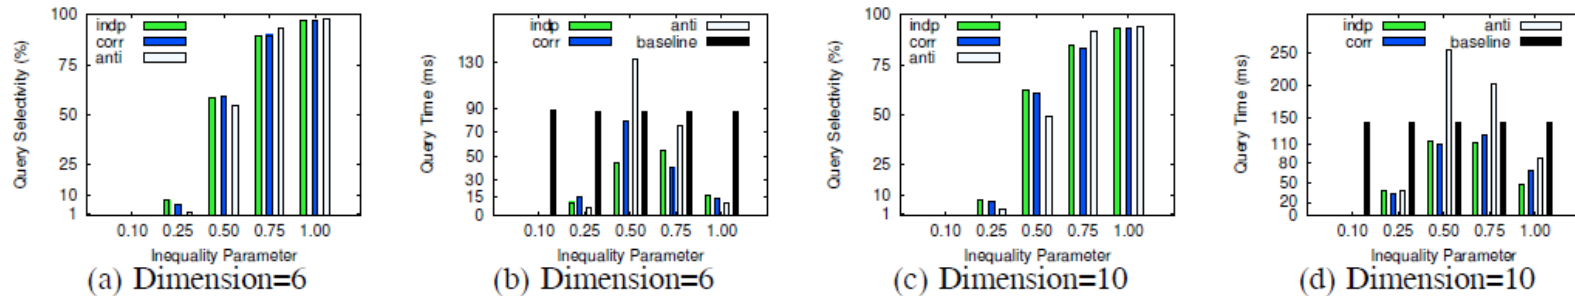 100
75
50
25
10
1
Query Selectivity (%)
indp
corr
anti
0.10 0.25 0.50 0.75 1.00
Inequality Parameter
(a) Dimension=6
130
90
70
50
30
15
0
Query Time (ms)
indp anti
corr baseline
0.10 0.25 0.50 0.75 1.00
Inequality Parameter
(b) Dimension=6
100
75
50
25
10
1
Query Selectivity (%)
indp
corr
anti
0.10 0.25 0.50 0.75 1.00
Inequality Parameter
(c) Dimension=10
250
200
150
110
80
50
20
0
Query Time (ms)
indp anti
corr baseline
0.10 0.25 0.50 0.75 1.00
Inequality Parameter
(d) Dimension=10